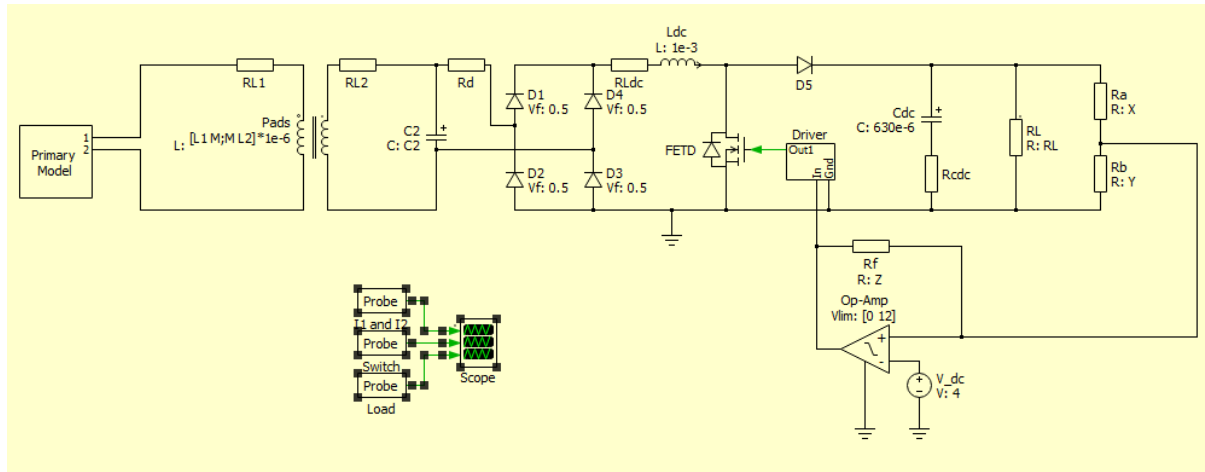 Ldc
L: 1e-3
RL1
RL2
Rd
RLdc
D5
Pads
L: [L1 M;M L2]*1e-6
D1
Vf: 0.5
D4
Vf: 0.5
Ra
R: X
C2
C: C2
Cdc
C: 630e-6
RL
R: RL
Primary
Model
1
2
FETD
Driver
Out1
In
Gnd
D2
Vf: 0.5
D3
Vf: 0.5
Rcdc
Rb
R: Y
Rf
R: Z
Op-Amp
Vlim: [0 12]
+
-
V_dc
V: 4
Probe
I1 and I2
Probe
Switch
Probe
Load
Scope